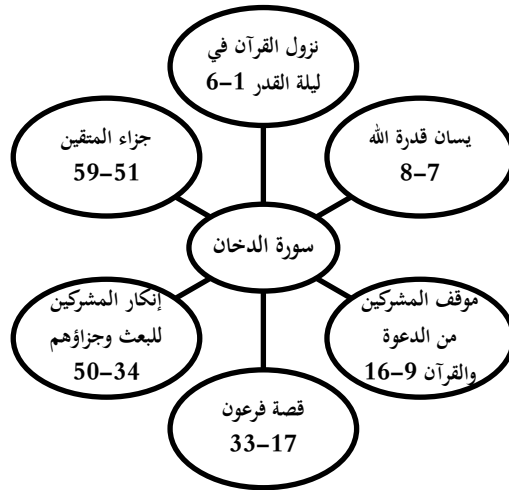 نزول القرآن في
ليلة القدر 1–6
يسان قدرة الله
7–8
موقف المشركين
من الدعوة
والقرآن 9–16
قصة فرعون
17–33
إنكار المشركين
للبعث وجزاؤهم
34–50
جزاء المتقين
51–59
سورة الدخان